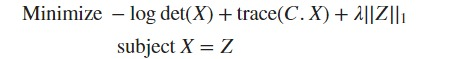 Minimize − log det(X) + trace(C. X) + λ||Z||₁
subject X = Z